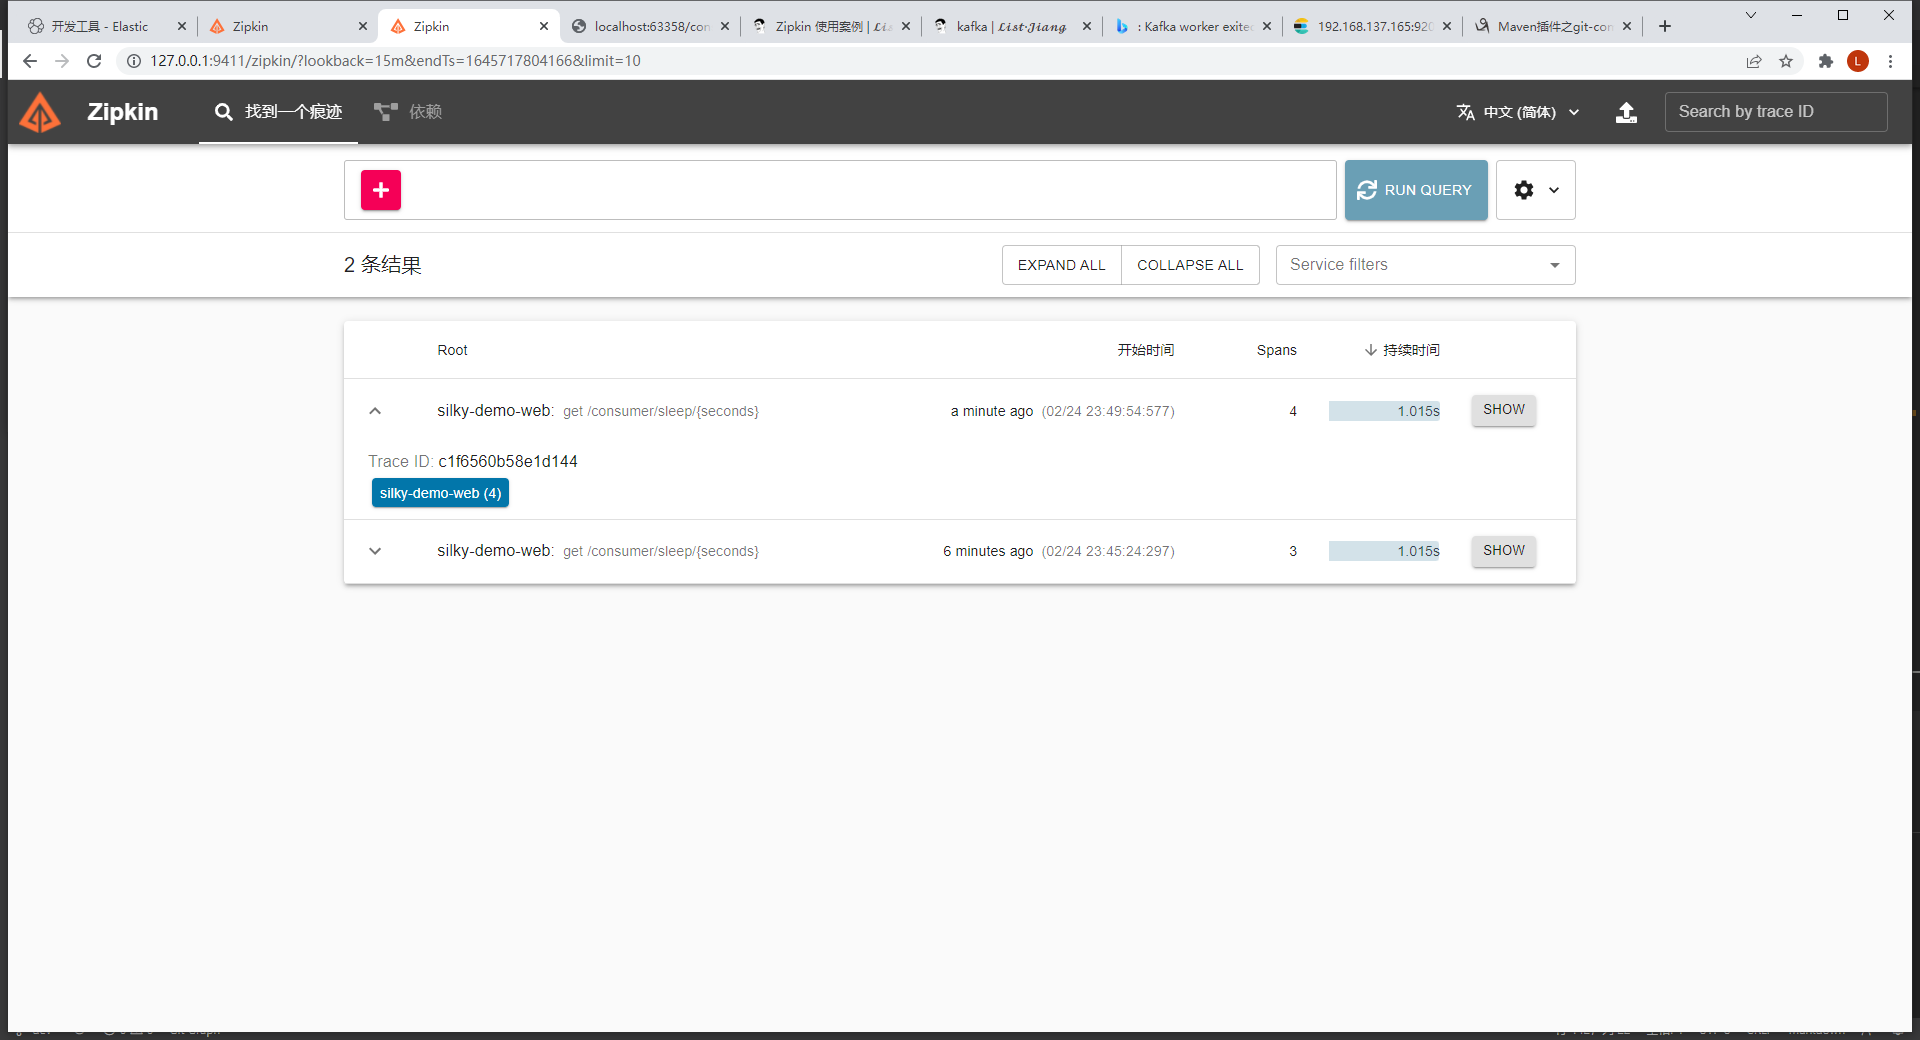 开发工具 - Elastic
Zipkin
Zipkin
localhost:63358/con
Zipkin 使用案例 | Lis
kafka | List·Jiang
: Kafka worker exited
192.168.137.165:920
Maven插件之git-con
127.0.0.1:9411/zipkin/?lookback=15m&endTs=1645717804166&limit=10
L
Zipkin
找到一个痕迹
依赖
中文 (简体)
Search by trace ID
RUN QUERY
2 条结果
EXPAND ALL
COLLAPSE ALL
Service filters
Root 开始时间 Spans 持续时间
silky-demo-web: get /consumer/sleep/{seconds} a minute ago (02/24 23:49:54:577) 4 1.015s SHOW
Trace ID: c1f6560b58e1d144
silky-demo-web (4)
silky-demo-web: get /consumer/sleep/{seconds} 6 minutes ago (02/24 23:45:24:297) 3 1.015s SHOW